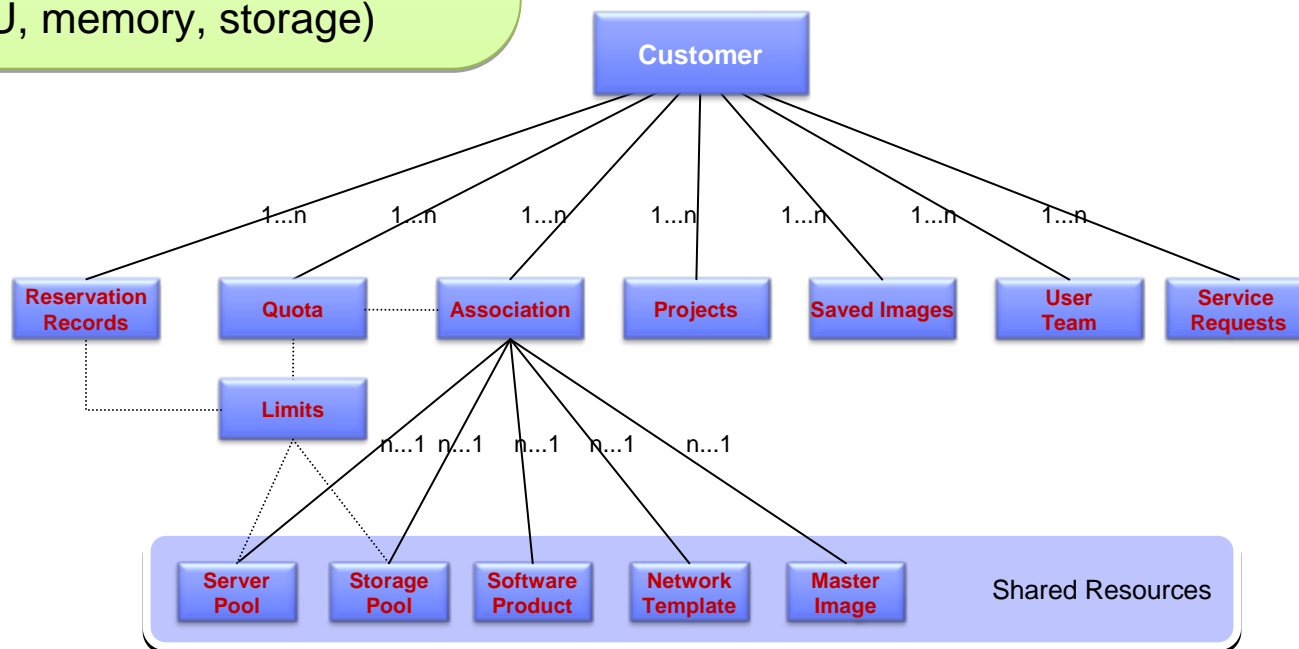 , memory, storage)
Customer
1...n 1...n 1...n 1...n 1...n 1...n 1...n
Reservation
Records
Quota
Association
Projects
Saved Images
User
Team
Service
Requests
Limits
n...1 n...1 n...1 n...1 n...1
Server
Pool
Storage
Pool
Software
Product
Network
Template
Master
Image
Shared Resources